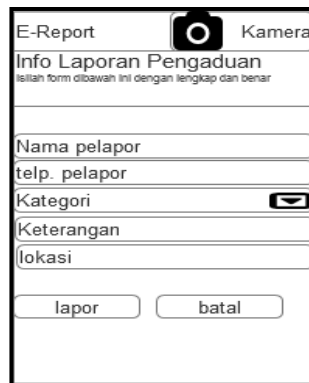 E-Report
Kamera
Info Laporan Pengaduan
Isilah form dibawah ini dengan lengkap dan benar
Nama pelapor
telp. pelapor
Kategori
Keterangan
lokasi
lapor
batal